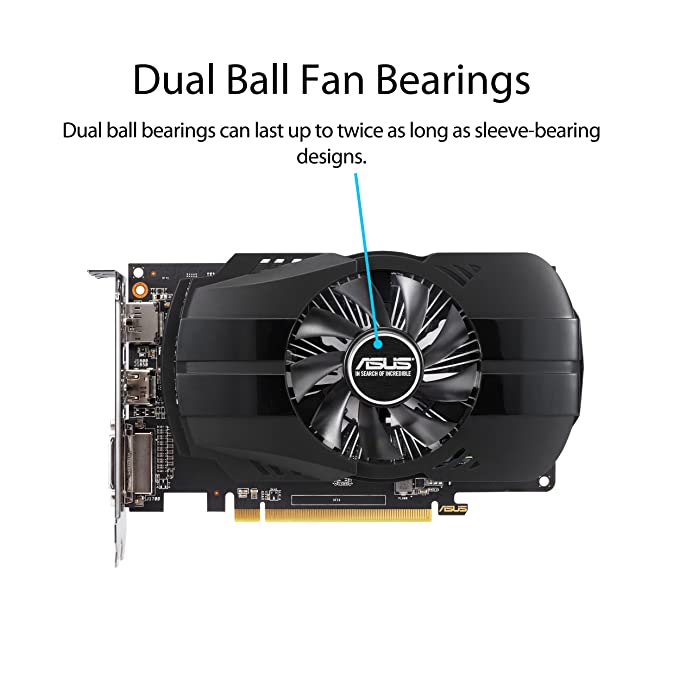 Dual Ball Fan Bearings
Dual ball bearings can last up to twice as long as sleeve-bearing
designs.
ASUS
IN SEARCH OF INCREDIBLE
ASUS